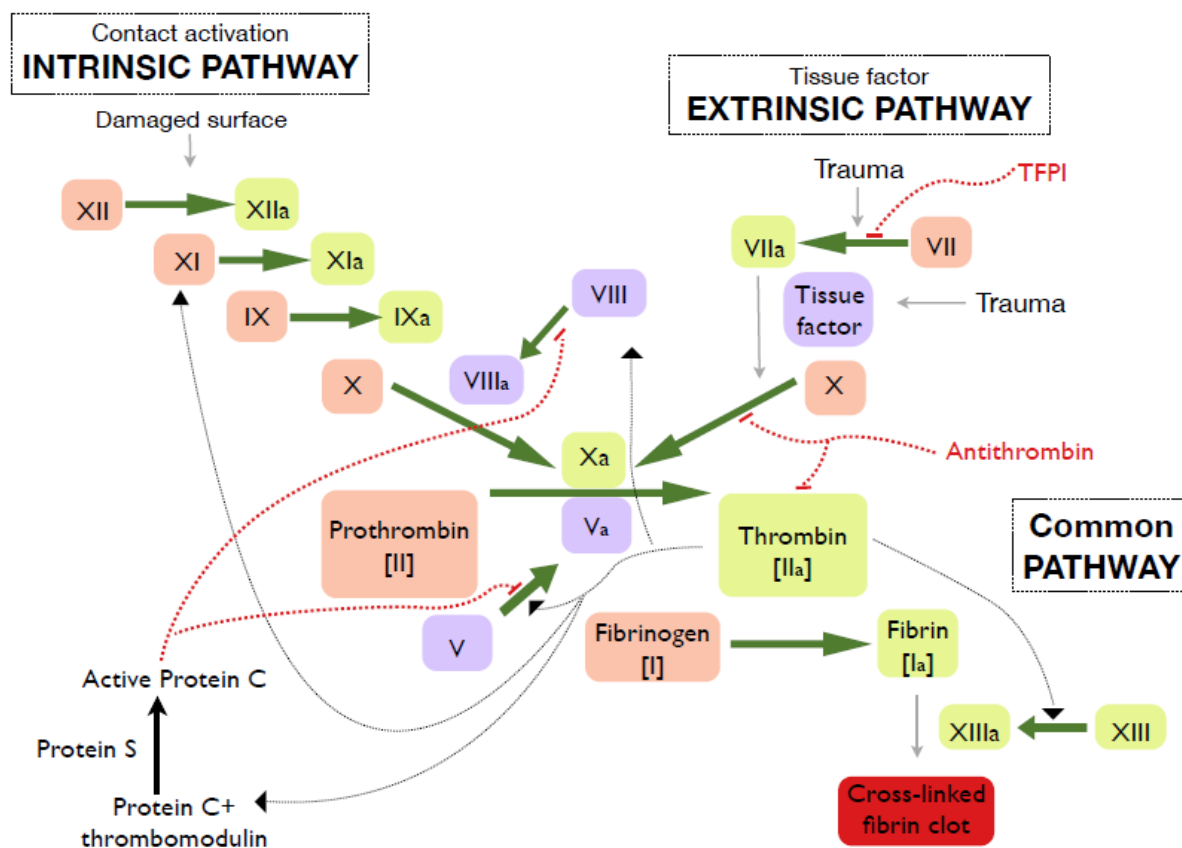 Contact activation
INTRINSIC PATHWAY
Damaged surface
XII
XIIa
XI
XIa
IX
IXa
X
VIII
VIIIa
Tissue factor
EXTRINSIC PATHWAY
Trauma
TFPI
VIIa
VII
Tissue
factor
Trauma
X
Antithrombin
Xa
Va
Prothrombin
[II]
Thrombin
[IIa]
Common
PATHWAY
V
Fibrinogen
[I]
Fibrin
[Ia]
XIIIa
XIII
Cross-linked
fibrin clot
Active Protein C
Protein S
Protein C+
thrombomodulin